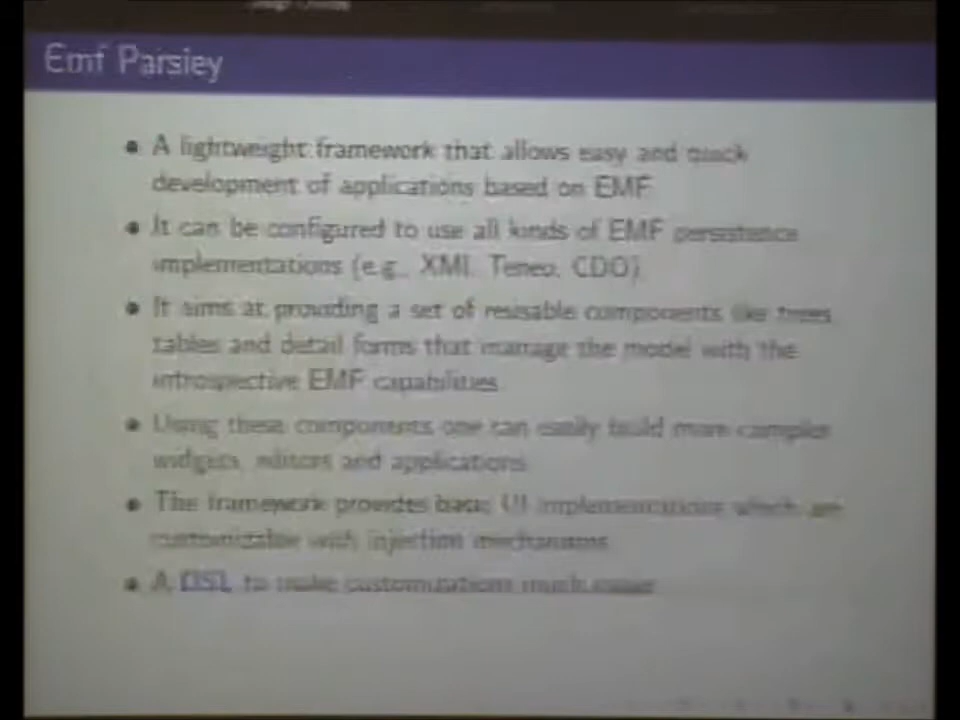 Emf Parsley
A lightweight framework that allows easy and quick
development of applications based on EMF
It can be configured to use all kinds of EMF persistence
implementations (e.g., XMI, Teneo, CDO)
It aims at providing a set of reusable components like trees
tables and detail forms that manage the model with the
introspective EMF capabilities
Using these components one can easily build more complex
widgets, editors and applications
The framework provides basic UI implementations which are
customizable with injection mechanisms
A DSL to make customizations much easier